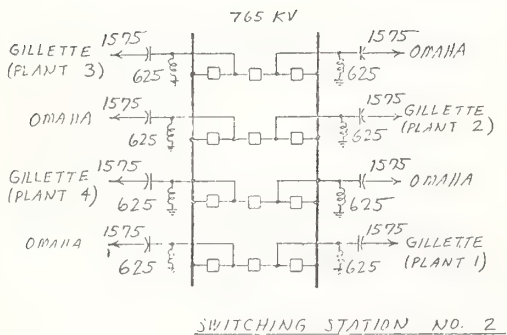 765 KV
GILLETTE
(PLANT 3)
1575
625
1575
OMAHA
625
OMAHA
1575
625
1575
GILLETTE
(PLANT 2)
625
GILLETTE
(PLANT 4)
1575
625
1575
OMAHA
625
OMAHA
1575
625
1575
GILLETTE
(PLANT 1)
625
SWITCHING STATION NO. 2